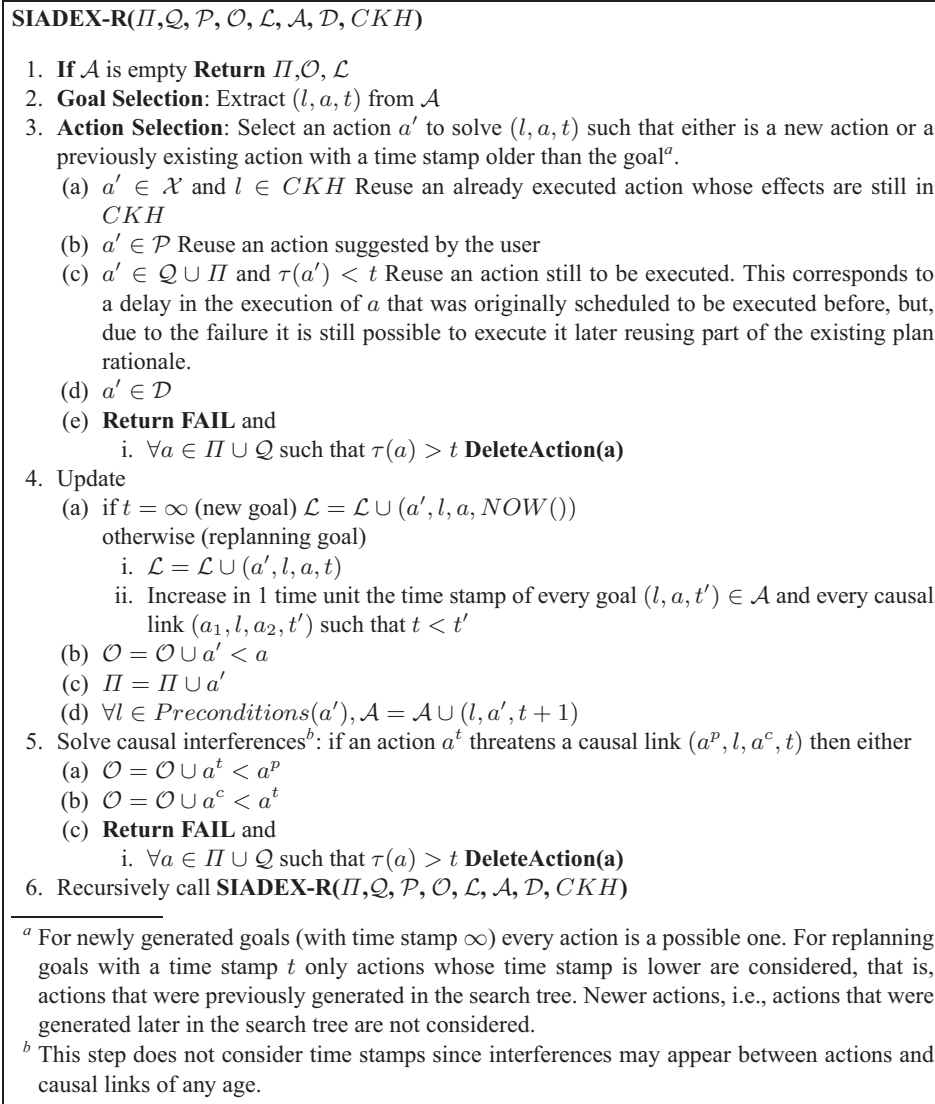 SIADEX-R(Π,𝒬, 𝒫, 𝒪, ℒ, 𝒜, 𝒟, CKH)
1. If 𝒜 is empty Return Π,𝒪, ℒ
2. Goal Selection: Extract (l, a, t) from 𝒜
3. Action Selection: Select an action a′ to solve (l, a, t) such that either is a new action or a
previously existing action with a time stamp older than the goalᵃ.
(a) a′ ∈ 𝒳 and l ∈ CKH Reuse an already executed action whose effects are still in
CKH
(b) a′ ∈ 𝒫 Reuse an action suggested by the user
(c) a′ ∈ 𝒬 ∪ Π and τ(a′) < t Reuse an action still to be executed. This corresponds to
a delay in the execution of a that was originally scheduled to be executed before, but,
due to the failure it is still possible to execute it later reusing part of the existing plan
rationale.
(d) a′ ∈ 𝒟
(e) Return FAIL and
i. ∀a ∈ Π ∪ 𝒬 such that τ(a) > t DeleteAction(a)
4. Update
(a) if t = ∞ (new goal) ℒ = ℒ ∪ (a′, l, a, NOW())
otherwise (replanning goal)
i. ℒ = ℒ ∪ (a′, l, a, t)
ii. Increase in 1 time unit the time stamp of every goal (l, a, t′) ∈ 𝒜 and every causal
link (a₁, l, a₂, t′) such that t < t′
(b) 𝒪 = 𝒪 ∪ a′ < a
(c) Π = Π ∪ a′
(d) ∀l ∈ Preconditions(a′), 𝒜 = 𝒜 ∪ (l, a′, t + 1)
5. Solve causal interferencesᵇ: if an action aᵗ threatens a causal link (aᵖ, l, aᶜ, t) then either
(a) 𝒪 = 𝒪 ∪ aᵗ < aᵖ
(b) 𝒪 = 𝒪 ∪ aᶜ < aᵗ
(c) Return FAIL and
i. ∀a ∈ Π ∪ 𝒬 such that τ(a) > t DeleteAction(a)
6. Recursively call SIADEX-R(Π,𝒬, 𝒫, 𝒪, ℒ, 𝒜, 𝒟, CKH)
ᵃ For newly generated goals (with time stamp ∞) every action is a possible one. For replanning
goals with a time stamp t only actions whose time stamp is lower are considered, that is,
actions that were previously generated in the search tree. Newer actions, i.e., actions that were
generated later in the search tree are not considered.
ᵇ This step does not consider time stamps since interferences may appear between actions and
causal links of any age.